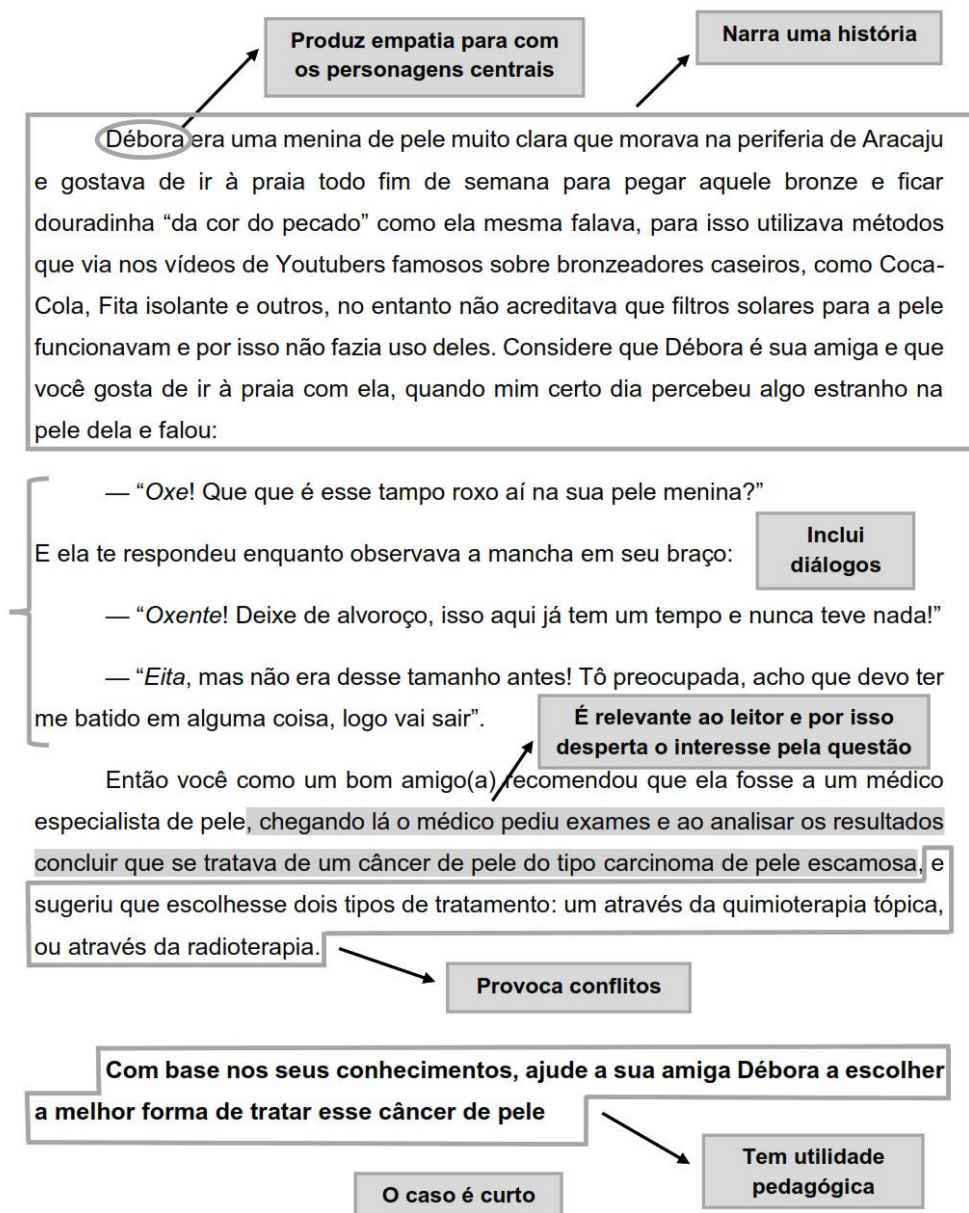 Produz empatia para com
os personagens centrais
Narra uma história
Débora era uma menina de pele muito clara que morava na periferia de Aracaju
e gostava de ir à praia todo fim de semana para pegar aquele bronze e ficar
douradinha “da cor do pecado” como ela mesma falava, para isso utilizava métodos
que via nos vídeos de Youtubers famosos sobre bronzeadores caseiros, como Coca-
Cola, Fita isolante e outros, no entanto não acreditava que filtros solares para a pele
funcionavam e por isso não fazia uso deles. Considere que Débora é sua amiga e que
você gosta de ir à praia com ela, quando mim certo dia percebeu algo estranho na
pele dela e falou:
— “Oxe! Que que é esse tampo roxo aí na sua pele menina?”
E ela te respondeu enquanto observava a mancha em seu braço:
Inclui
diálogos
— “Oxente! Deixe de alvoroço, isso aqui já tem um tempo e nunca teve nada!”
— “Eita, mas não era desse tamanho antes! Tô preocupada, acho que devo ter
me batido em alguma coisa, logo vai sair”.
É relevante ao leitor e por isso
desperta o interesse pela questão
Então você como um bom amigo(a) recomendou que ela fosse a um médico
especialista de pele, chegando lá o médico pediu exames e ao analisar os resultados
concluir que se tratava de um câncer de pele do tipo carcinoma de pele escamosa, e
sugeriu que escolhesse dois tipos de tratamento: um através da quimioterapia tópica,
ou através da radioterapia.
Provoca conflitos
Com base nos seus conhecimentos, ajude a sua amiga Débora a escolher
a melhor forma de tratar esse câncer de pele
Tem utilidade
pedagógica
O caso é curto